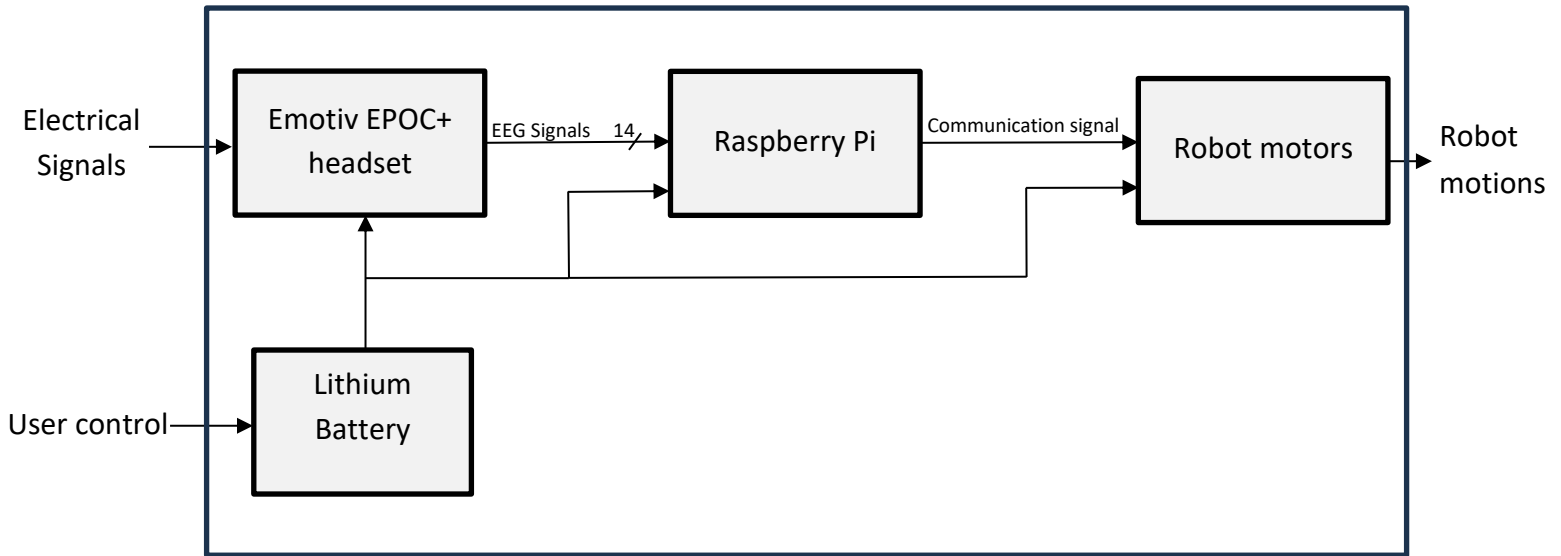 Electrical
Signals
Emotiv EPOC+
headset
EEG Signals 14
Raspberry Pi
Communication signal
Robot motors
Robot
motions
Lithium
Battery
User control